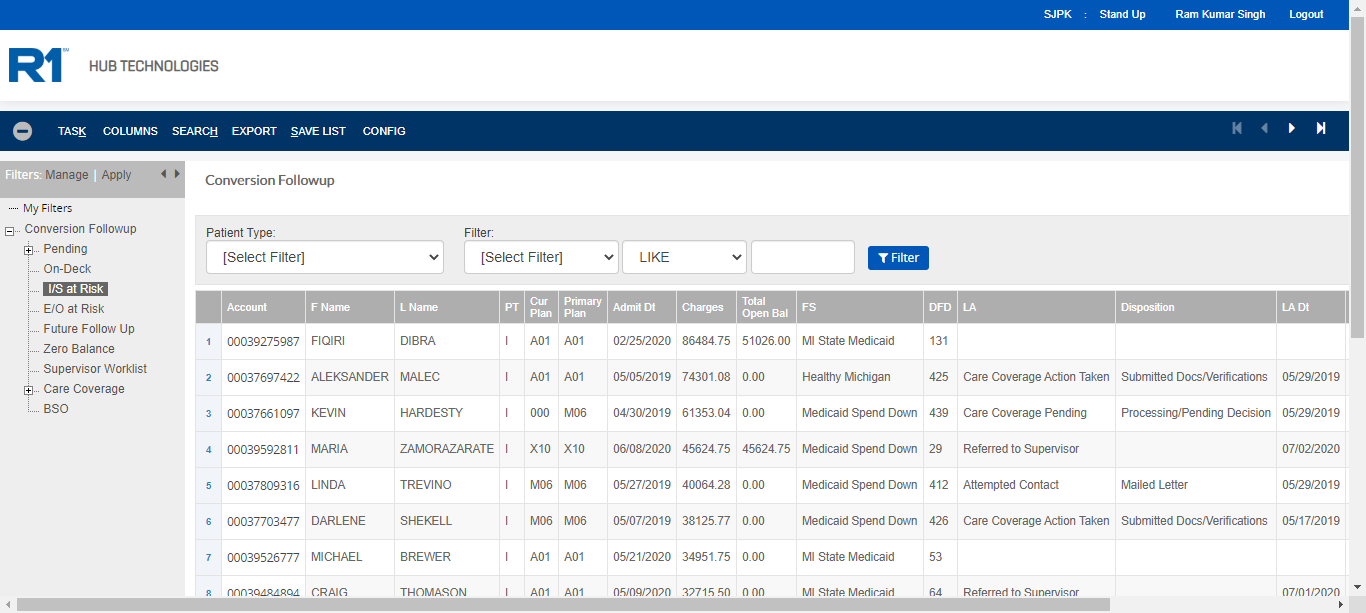 SJPK : Stand Up Ram Kumar Singh Logout
R1 SM HUB TECHNOLOGIES
TASK COLUMNS SEARCH EXPORT SAVE LIST CONFIG
Filters: Manage | Apply
My Filters
Conversion Followup
Pending
On-Deck
I/S at Risk
E/O at Risk
Future Follow Up
Zero Balance
Supervisor Worklist
Care Coverage
BSO
Conversion Followup
Patient Type: Filter:
[Select Filter] [Select Filter] LIKE Filter
Account F Name L Name PT Cur Plan Primary Plan Admit Dt Charges Total Open Bal FS DFD LA Disposition LA Dt
1 00039275987 FIQIRI DIBRA I A01 A01 02/25/2020 86484.75 51026.00 MI State Medicaid 131
2 00037697422 ALEKSANDER MALEC I A01 A01 05/05/2019 74301.08 0.00 Healthy Michigan 425 Care Coverage Action Taken Submitted Docs/Verifications 05/29/2019
3 00037661097 KEVIN HARDESTY I 000 M06 04/30/2019 61353.04 0.00 Medicaid Spend Down 439 Care Coverage Pending Processing/Pending Decision 05/29/2019
4 00039592811 MARIA ZAMORAZARATE I X10 X10 06/08/2020 45624.75 45624.75 Medicaid Spend Down 29 Referred to Supervisor 07/02/2020
5 00037809316 LINDA TREVINO I M06 M06 05/27/2019 40064.28 0.00 Medicaid Spend Down 412 Attempted Contact Mailed Letter 05/29/2019
6 00037703477 DARLENE SHEKELL I M06 M06 05/07/2019 38125.77 0.00 Medicaid Spend Down 426 Care Coverage Action Taken Submitted Docs/Verifications 05/17/2019
7 00039526777 MICHAEL BREWER I A01 A01 05/21/2020 34951.75 0.00 MI State Medicaid 53
8 00039484894 CRAIG THOMASON I A01 A01 05/09/2020 32715.50 0.00 MI State Medicaid 64 Referred to Supervisor 07/01/2020